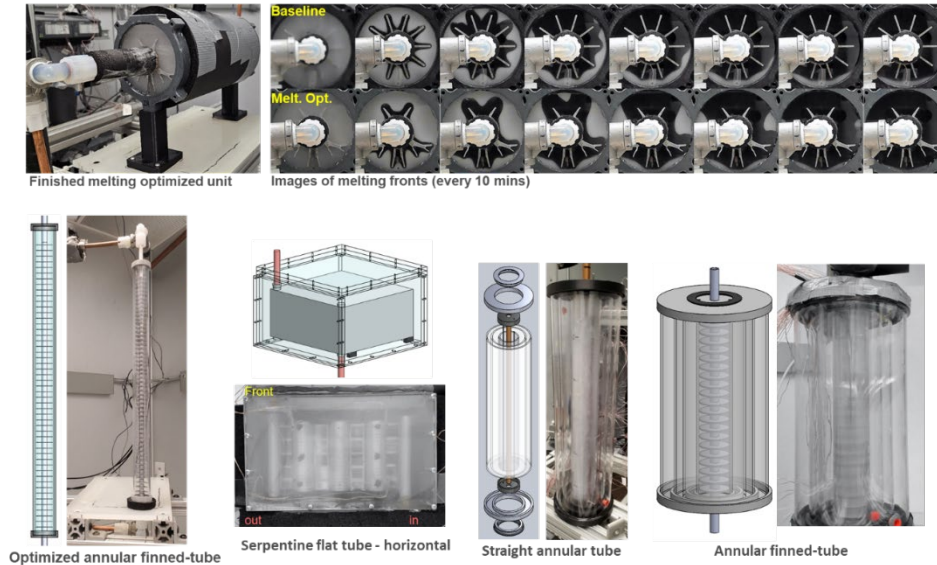 Baseline
Melt. Opt.
Finished melting optimized unit
Images of melting fronts (every 10 mins)
Front
out
in
Optimized annular finned-tube
Serpentine flat tube - horizontal
Straight annular tube
Annular finned-tube